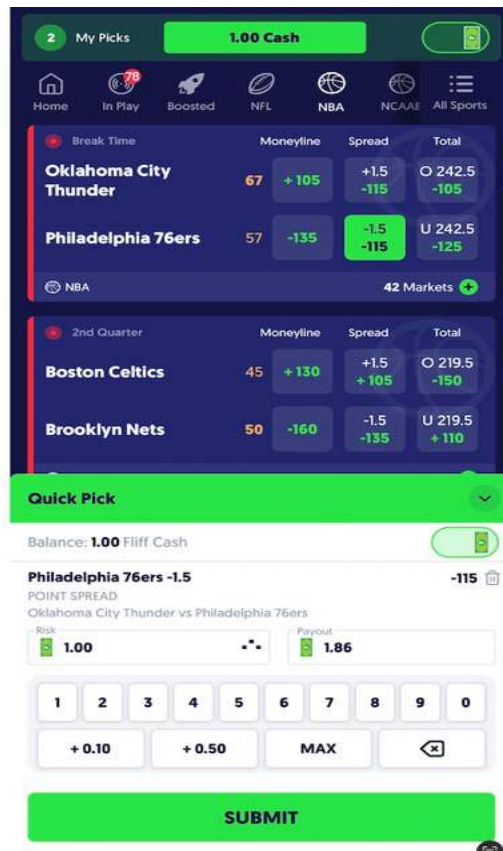 2 My Picks 1.00 Cash
78
Home In Play Boosted NFL NBA NCAAB All Sports
Break Time Moneyline Spread Total
Oklahoma City Thunder 67 +105 +1.5 -115 O 242.5 -105
Philadelphia 76ers 57 -135 -1.5 -115 U 242.5 -125
NBA 42 Markets +
2nd Quarter Moneyline Spread Total
Boston Celtics 45 +130 +1.5 +105 O 219.5 -150
Brooklyn Nets 50 -160 -1.5 -135 U 219.5 +110
Quick Pick
Balance: 1.00 Fliff Cash
Philadelphia 76ers -1.5 -115
POINT SPREAD
Oklahoma City Thunder vs Philadelphia 76ers
Risk Payout
1.00 1.86
1 2 3 4 5 6 7 8 9 0
+0.10 +0.50 MAX
SUBMIT